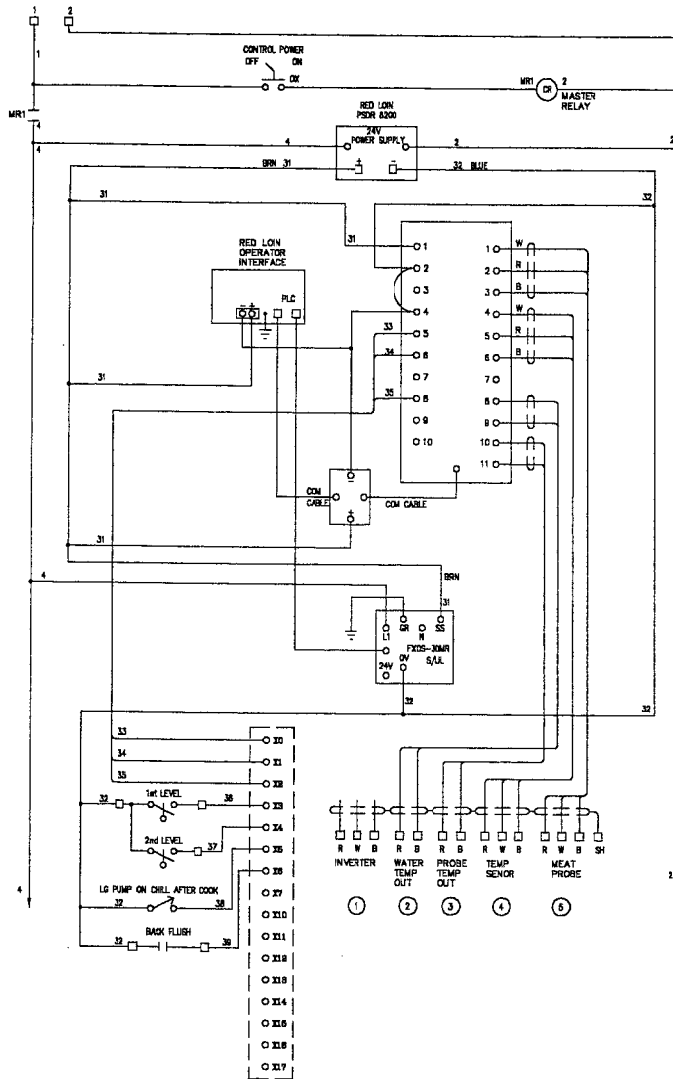 1 2
1
CONTROL POWER
OFF ON
OX
MR1 2
CR
MASTER
RELAY
MR1
4
4
RED LOIN
PSDR 8200
24V
POWER SUPPLY
4 2 2
+ -
BRN 31
32 BLUE
31
32
31
RED LOIN
OPERATOR
INTERFACE
PLC
- +
1
2
3
4
5
6
7
8
9
10
33
34
35
1 W
2 R
3 B
4 W
5 R
6 B
7
8
9
10
11
31
-
COM
CABLE
COM CABLE
+
31
4
BRN
31
L1 GR N SS
FX0S-30MR
S/UL
24V
0V
32
32
33 X0
34 X1
35 X2
1st LEVEL
32 36 X3
2nd LEVEL
37 X4
X5
X6
LG PUMP ON CHILL AFTER COOK
32 38 X7
X10
BACK FLUSH
32 39 X11
X12
X13
X14
X15
X16
X17
4
2
R W B R B R B R W B R W B SH
INVERTER
WATER
TEMP
OUT
PROBE
TEMP
OUT
TEMP
SENOR
MEAT
PROBE
1 2 3 4 5